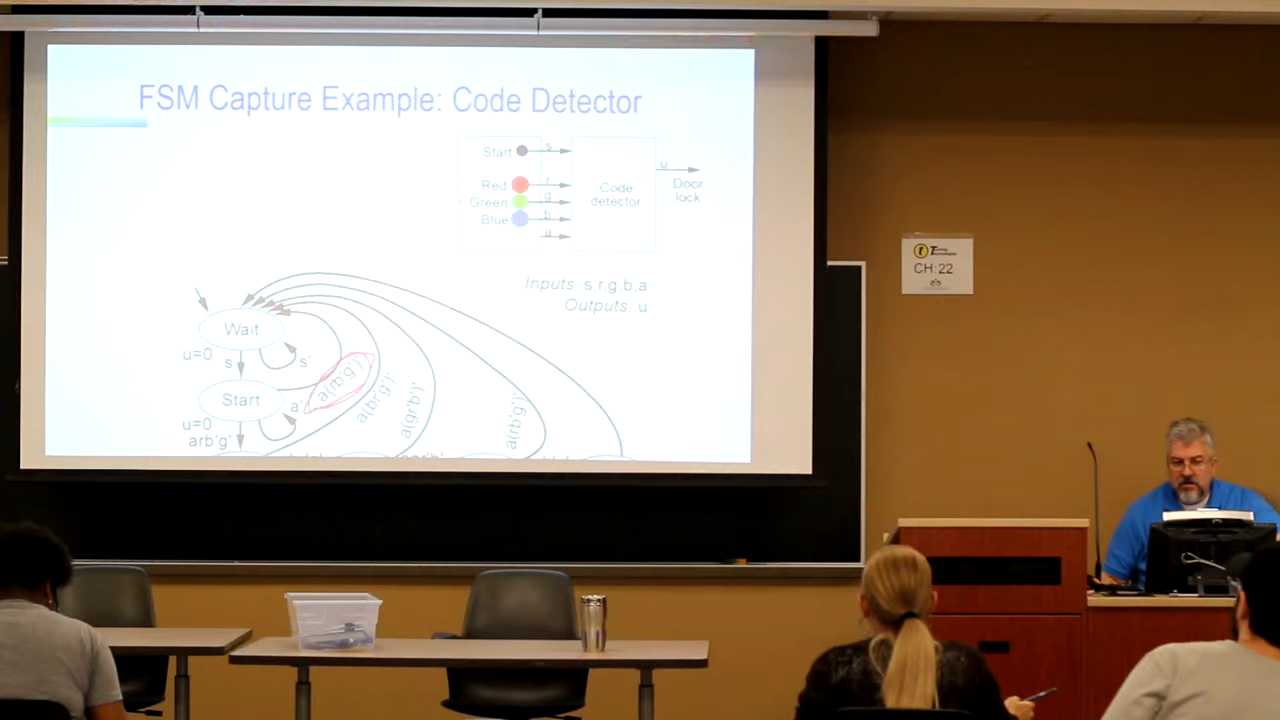 FSM Capture Example: Code Detector
Start
s
Red
r
Green
g
Blue
b
a
Code
detector
u
Door
lock
Inputs: s,r,g,b,a
Outputs: u
Wait
u=0
s
s'
Start
a'
u=0
arb'g'
a(rb'g')'
a(br'g')'
a(gr'b')'
a(rb'g')'
CH: 22